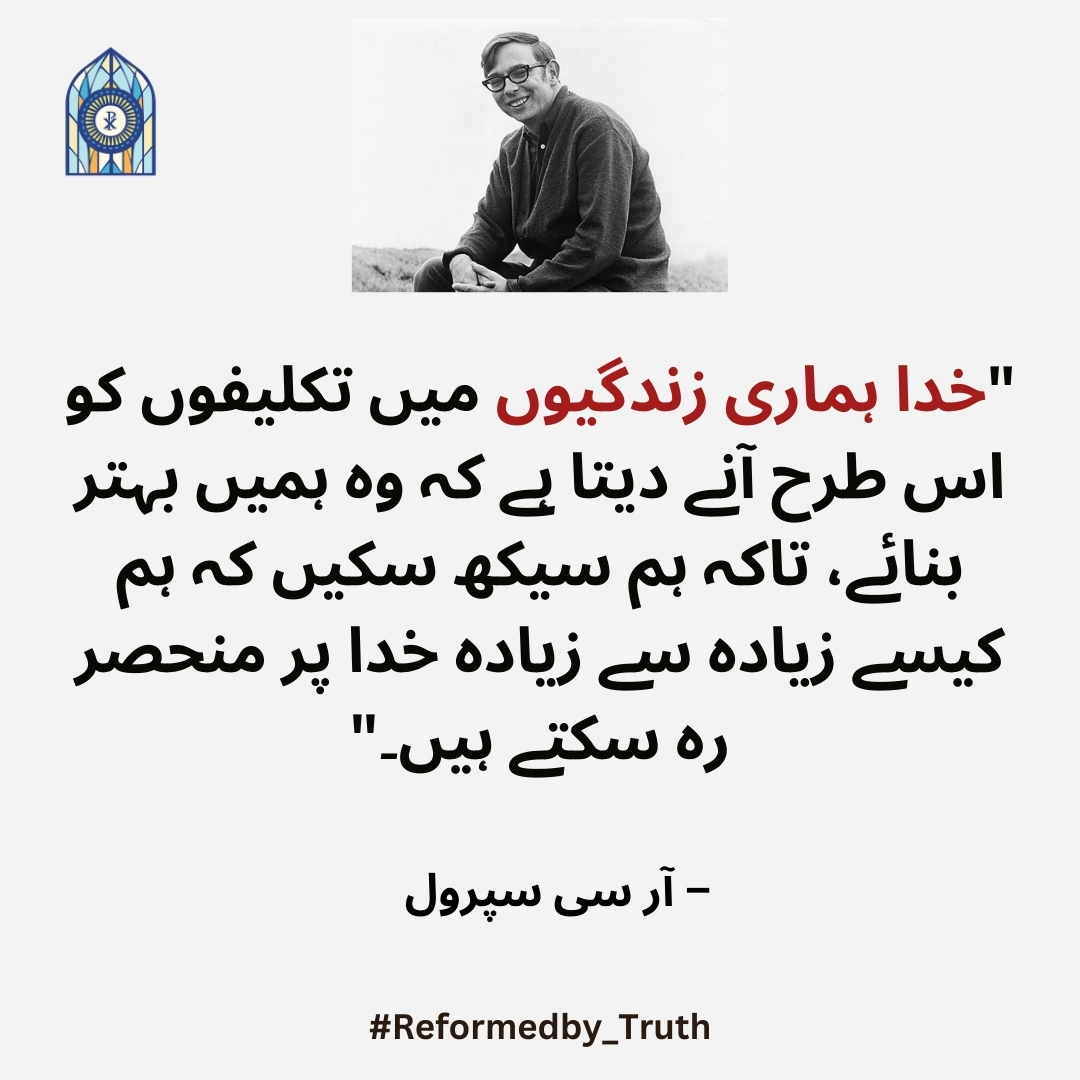 "خدا ہماری زندگیوں میں تکلیفوں کو
اس طرح آنے دیتا ہے کہ وہ ہمیں بہتر
بنائے، تاکہ ہم سیکھ سکیں کہ ہم
کیسے زیادہ سے زیادہ خدا پر منحصر
رہ سکتے ہیں۔"
– آر سی سپرول
#Reformedby_Truth